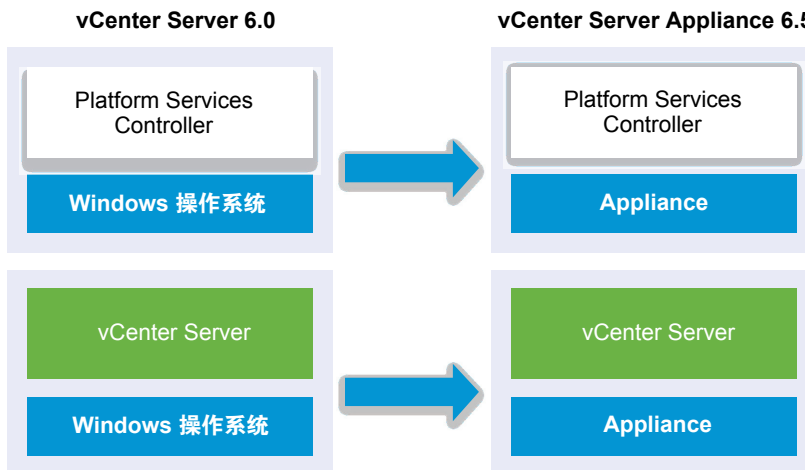 vCenter Server 6.0
vCenter Server Appliance 6.5
Platform Services
Controller
Platform Services
Controller
Windows 操作系统
Appliance
vCenter Server
vCenter Server
Windows 操作系统
Appliance